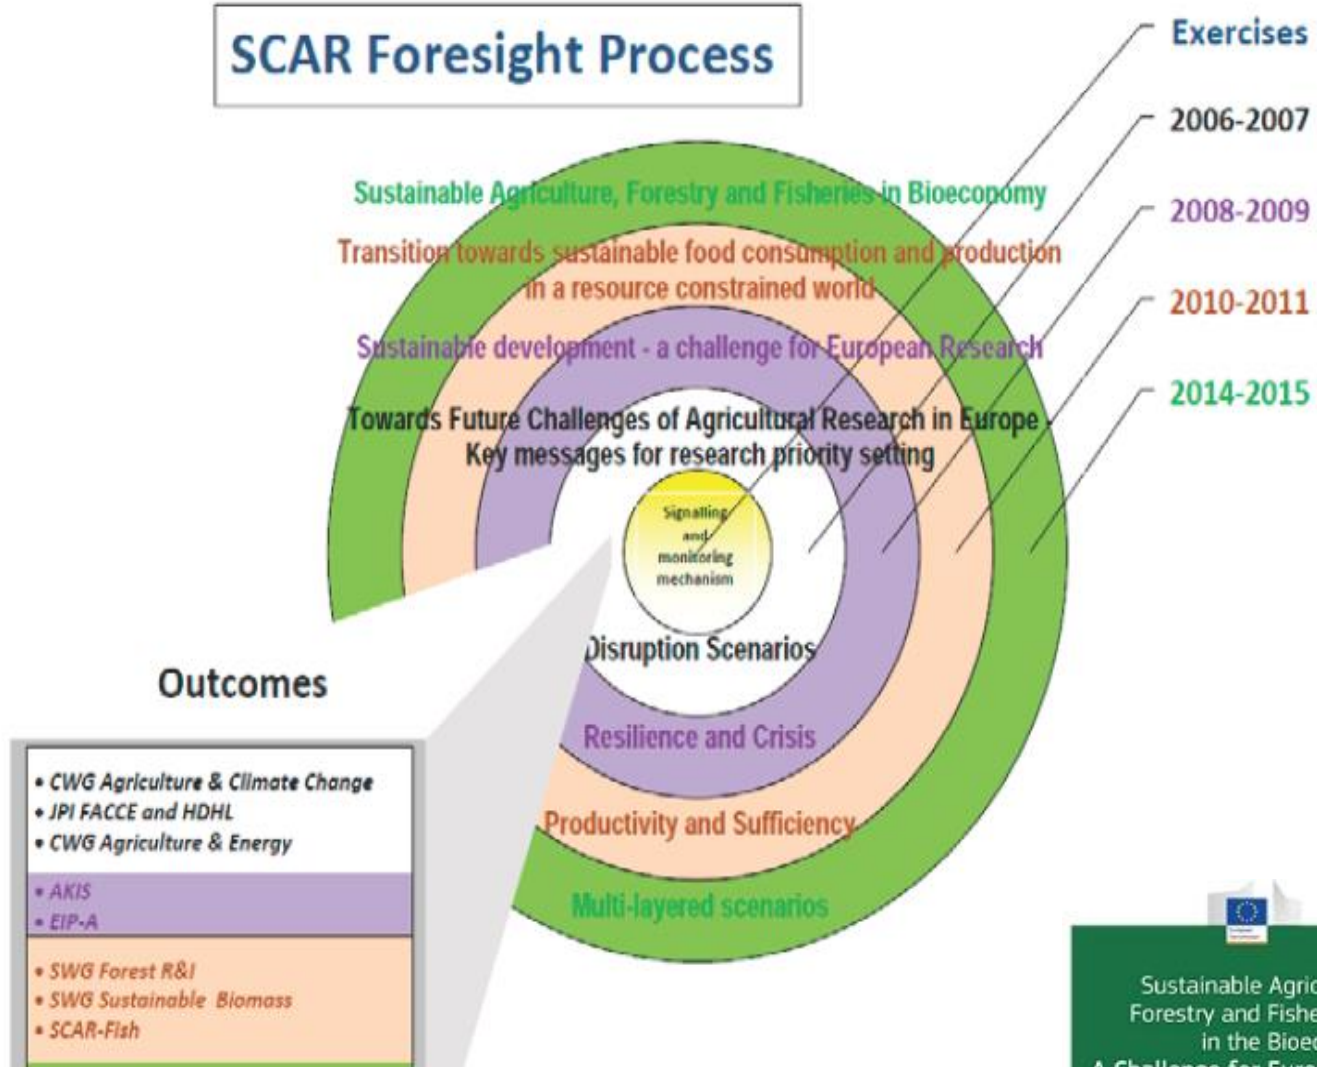 SCAR Foresight Process
Exercises
2006-2007
2008-2009
2010-2011
2014-2015
Sustainable Agriculture, Forestry and Fisheries in Bioeconomy
Transition towards sustainable food consumption and production
in a resource constrained world
Sustainable development - a challenge for European Research
Towards Future Challenges of Agricultural Research in Europe -
Key messages for research priority setting
Signalling
and
monitoring
mechanism
Disruption Scenarios
Resilience and Crisis
Productivity and Sufficiency
Multi-layered scenarios
Outcomes
• CWG Agriculture & Climate Change
• JPI FACCE and HDHL
• CWG Agriculture & Energy
• AKIS
• EIP-A
• SWG Forest R&I
• SWG Sustainable Biomass
• SCAR-Fish
Sustainable Agric
Forestry and Fishe
in the Bioec
A Challenge for Euro